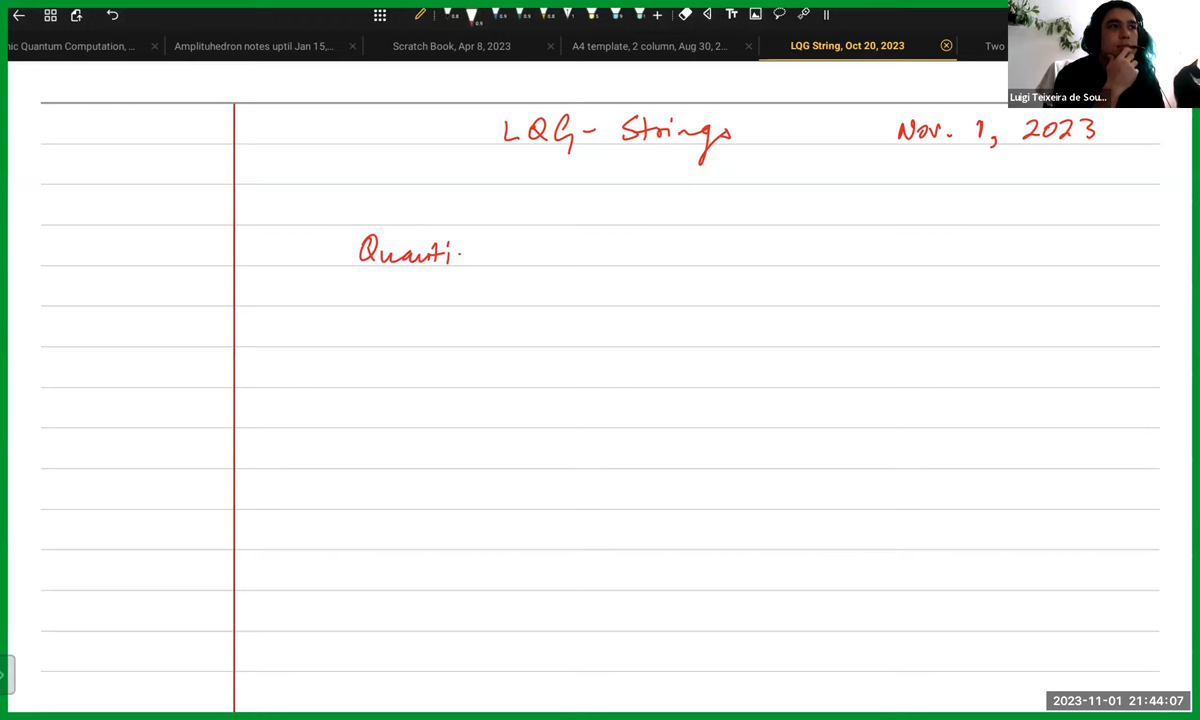 nic Quantum Computation, ... Amplituhedron notes uptil Jan 15,... Scratch Book, Apr 8, 2023 A4 template, 2 column, Aug 30, 2... LQG String, Oct 20, 2023 Two
Luigi Teixeira de Sou...
LQG - Strings Nov. 1, 2023
Quanti
2023-11-01 21:44:07